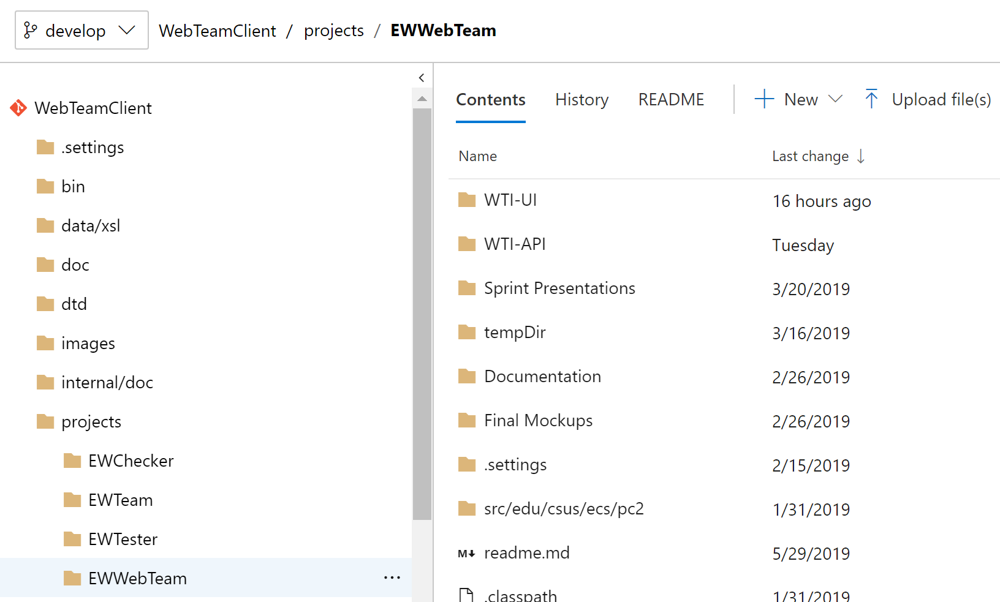 develop WebTeamClient / projects / EWWebTeam
WebTeamClient
.settings
bin
data/xsl
doc
dtd
images
internal/doc
projects
EWChecker
EWTeam
EWTester
EWWebTeam ...
Contents History README New Upload file(s)
Name Last change ↓
WTI-UI 16 hours ago
WTI-API Tuesday
Sprint Presentations 3/20/2019
tempDir 3/16/2019
Documentation 2/26/2019
Final Mockups 2/26/2019
.settings 2/15/2019
src/edu/csus/ecs/pc2 1/31/2019
M↓ readme.md 5/29/2019
.classpath 1/31/2019